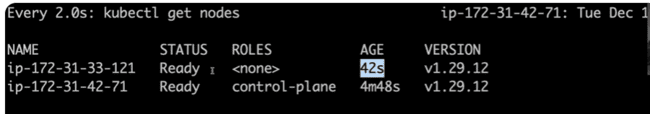 Every 2.0s: kubectl get nodes ip-172-31-42-71: Tue Dec 1
NAME STATUS ROLES AGE VERSION
ip-172-31-33-121 Ready <none> 42s v1.29.12
ip-172-31-42-71 Ready control-plane 4m48s v1.29.12